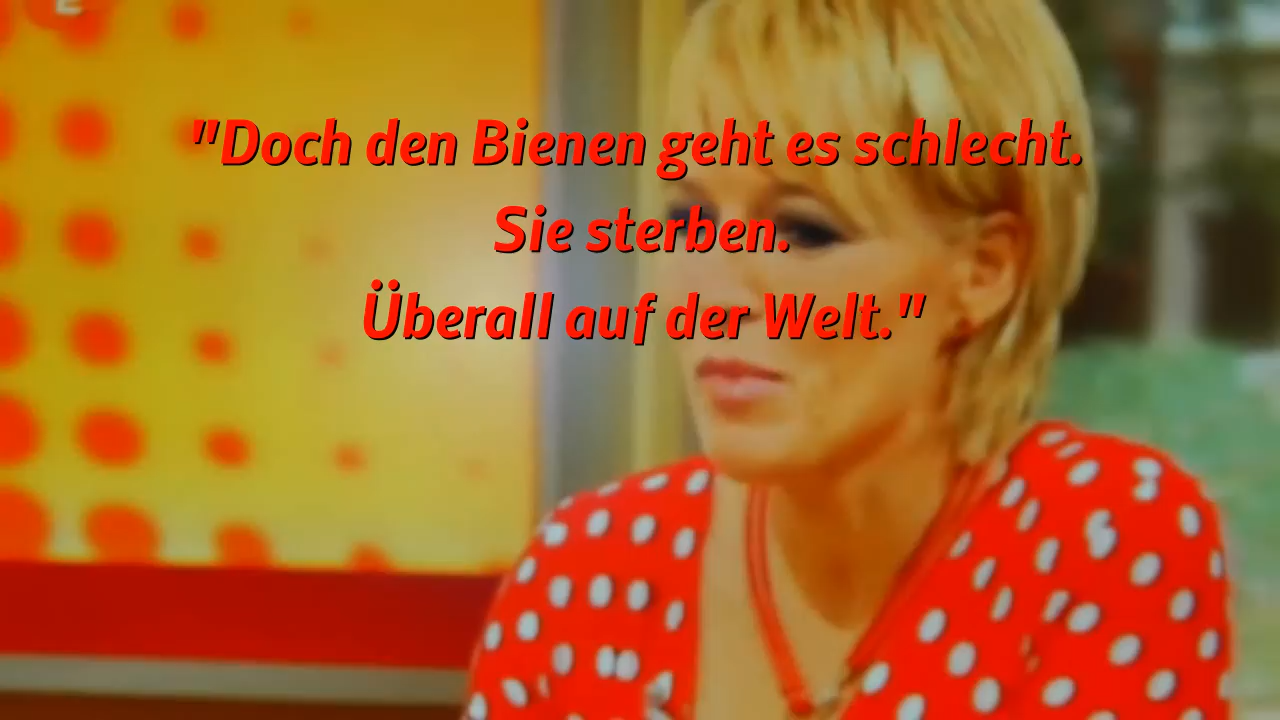 "Doch den Bienen geht es schlecht.
Sie sterben.
Überall auf der Welt."